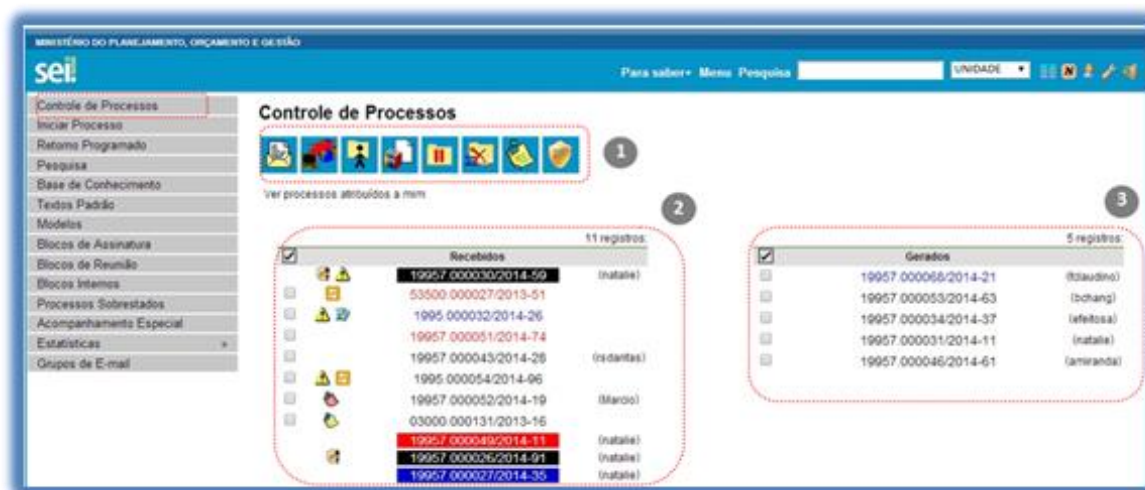 MINISTÉRIO DO PLANEJAMENTO, ORÇAMENTO E GESTÃO
sei!
Para saber+ Menu Pesquisa
UNIDADE
Controle de Processos
Iniciar Processo
Retorno Programado
Pesquisa
Base de Conhecimento
Textos Padrão
Modelos
Blocos de Assinatura
Blocos de Reunião
Blocos Internos
Processos Sobrestados
Acompanhamento Especial
Estatísticas
Grupos de E-mail
Controle de Processos
1
Ver processos atribuídos a mim
2
11 registros:
Recebidos
19957.000030/2014-59 (natalie)
53500.000027/2013-51
1995.000032/2014-26
19957.000051/2014-74
19957.000043/2014-28 (rsdantas)
1995.000054/2014-96
19957.000052/2014-19 (Marcio)
03000.000131/2013-16
19957.000049/2014-11 (natalie)
19957.000026/2014-91 (natalie)
19957.000027/2014-35 (natalie)
3
5 registros:
Gerados
19957.000068/2014-21 (fclaudino)
19957.000053/2014-63 (bchang)
19957.000034/2014-37 (efeitosa)
19957.000031/2014-11 (natalie)
19957.000046/2014-61 (amiranda)